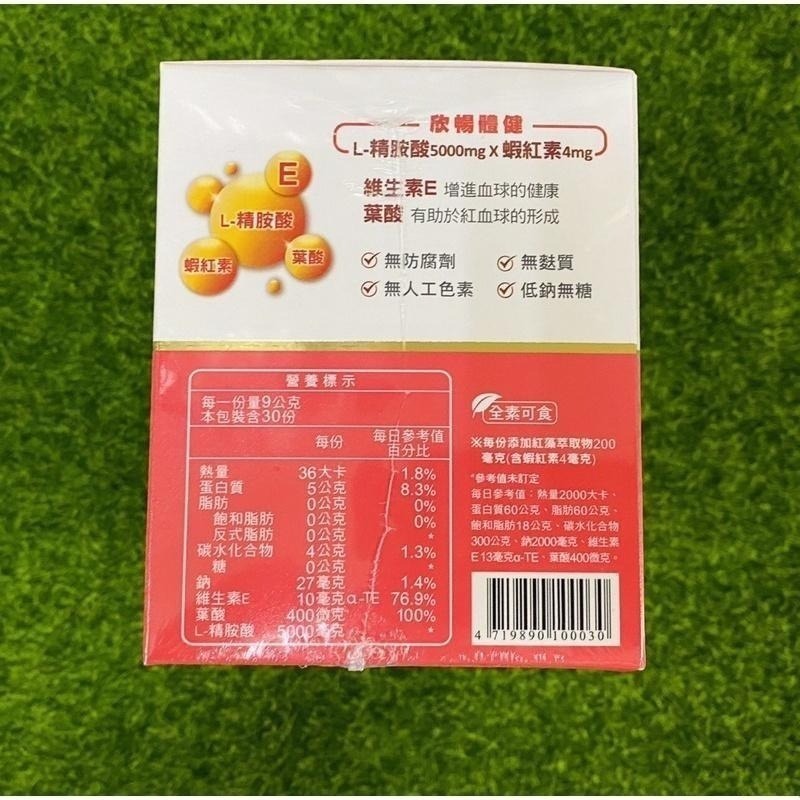 欣暢體健
L-精胺酸5000mg X 蝦紅素4mg
維生素E 增進血球的健康
葉酸 有助於紅血球的形成
E
L-精胺酸
蝦紅素
葉酸
無防腐劑 無麩質
無人工色素 低鈉無糖
營養標示
每一份量9公克
本包裝含30份
每份 每日參考值
百分比
熱量 36大卡 1.8%
蛋白質 5公克 8.3%
脂肪 0公克 0%
飽和脂肪 0公克 0%
反式脂肪 0公克 *
碳水化合物 4公克 1.3%
糖 0公克 *
鈉 27毫克 1.4%
維生素E 10毫克α-TE 76.9%
葉酸 400微克 100%
L-精胺酸 5000毫克 *
全素可食
※每份添加紅藻萃取物200
毫克(含蝦紅素4毫克)
*參考值未訂定
每日參考值：熱量2000大卡、
蛋白質60公克、脂肪60公克、
飽和脂肪18公克、碳水化合物
300公克、鈉2000毫克、維生素
E13毫克α-TE、葉酸400微克。
4 719890 100030